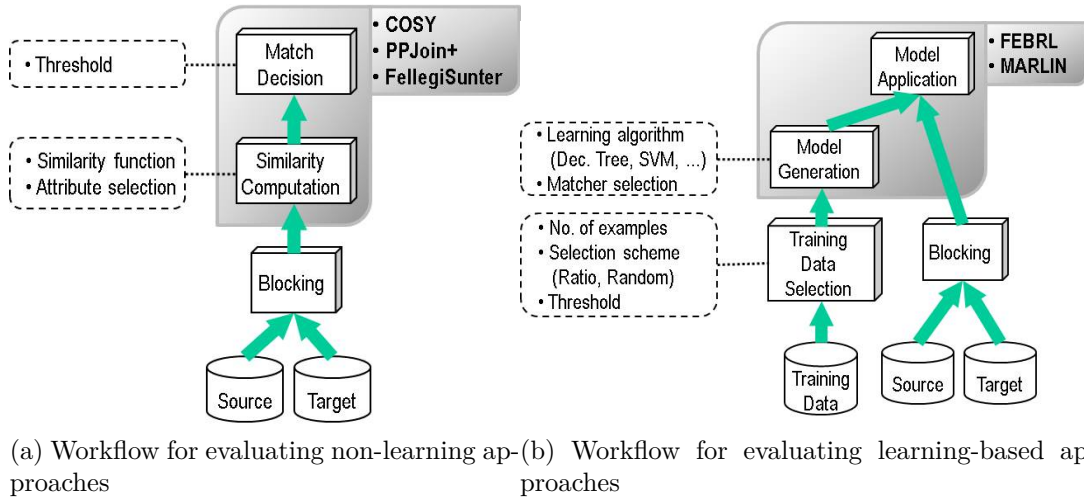 • COSY
• PPJoin+
• FellegiSunter
Match
Decision
• Threshold
• Similarity function
• Attribute selection
Similarity
Computation
Blocking
Source
Target
(a) Workflow for evaluating non-learning ap-
proaches
• FEBRL
• MARLIN
Model
Application
• Learning algorithm
(Dec. Tree, SVM, ...)
• Matcher selection
Model
Generation
• No. of examples
• Selection scheme
(Ratio, Random)
• Threshold
Training
Data
Selection
Blocking
Training
Data
Source
Target
(b) Workflow for evaluating learning-based ap
proaches